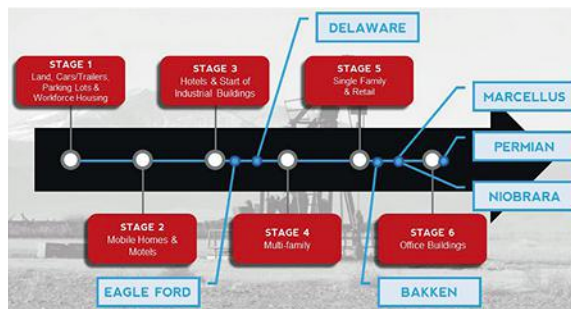 DELAWARE
STAGE 1
Land, Cars/Trailers,
Parking Lots &
Workforce Housing
STAGE 3
Hotels & Start of
Industrial Buildings
STAGE 5
Single Family
& Retail
MARCELLUS
PERMIAN
NIOBRARA
STAGE 2
Mobile Homes &
Motels
STAGE 4
Multi-family
STAGE 6
Office Buildings
EAGLE FORD
BAKKEN